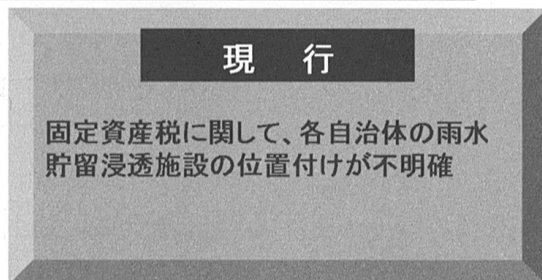 現 行
固定資産税に関して、各自治体の雨水
貯留浸透施設の位置付けが不明確